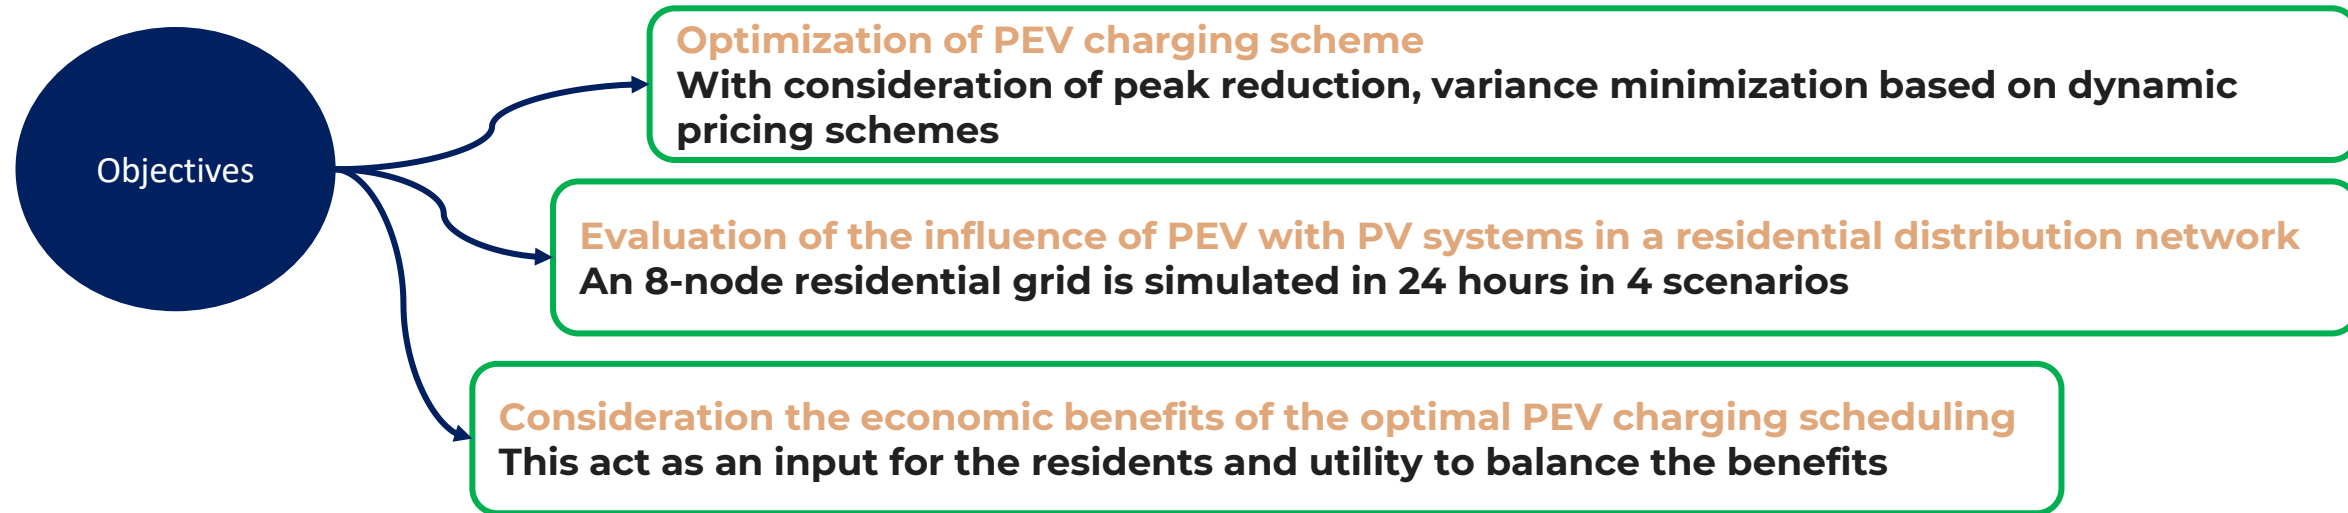 Objectives
Optimization of PEV charging scheme
With consideration of peak reduction, variance minimization based on dynamic
pricing schemes
Evaluation of the influence of PEV with PV systems in a residential distribution network
An 8-node residential grid is simulated in 24 hours in 4 scenarios
Consideration the economic benefits of the optimal PEV charging scheduling
This act as an input for the residents and utility to balance the benefits